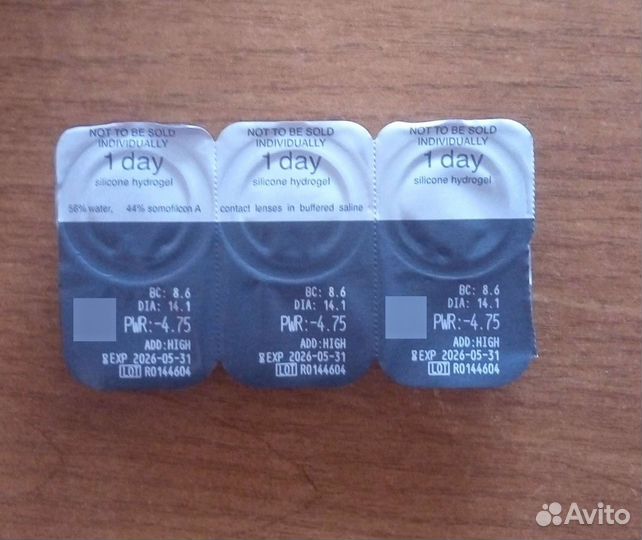 NOT TO BE SOLD
INDIVIDUALLY
1 day
silicone hydrogel
56% water, 44% somofilcon A
BC: 8.6
DIA: 14.1
PWR:-4.75
ADD:HIGH
EXP 2026-05-31
LOT R0144604
NOT TO BE SOLD
INDIVIDUALLY
1 day
silicone hydrogel
contact lenses in buffered saline
BC: 8.6
DIA: 14.1
PWR:-4.75
ADD:HIGH
EXP 2026-05-31
LOT R0144604
NOT TO BE SOLD
INDIVIDUALLY
1 day
silicone hydrogel
BC: 8.6
DIA: 14.1
PWR:-4.75
ADD:HIGH
EXP 2026-05-31
LOT R0144604
Avito